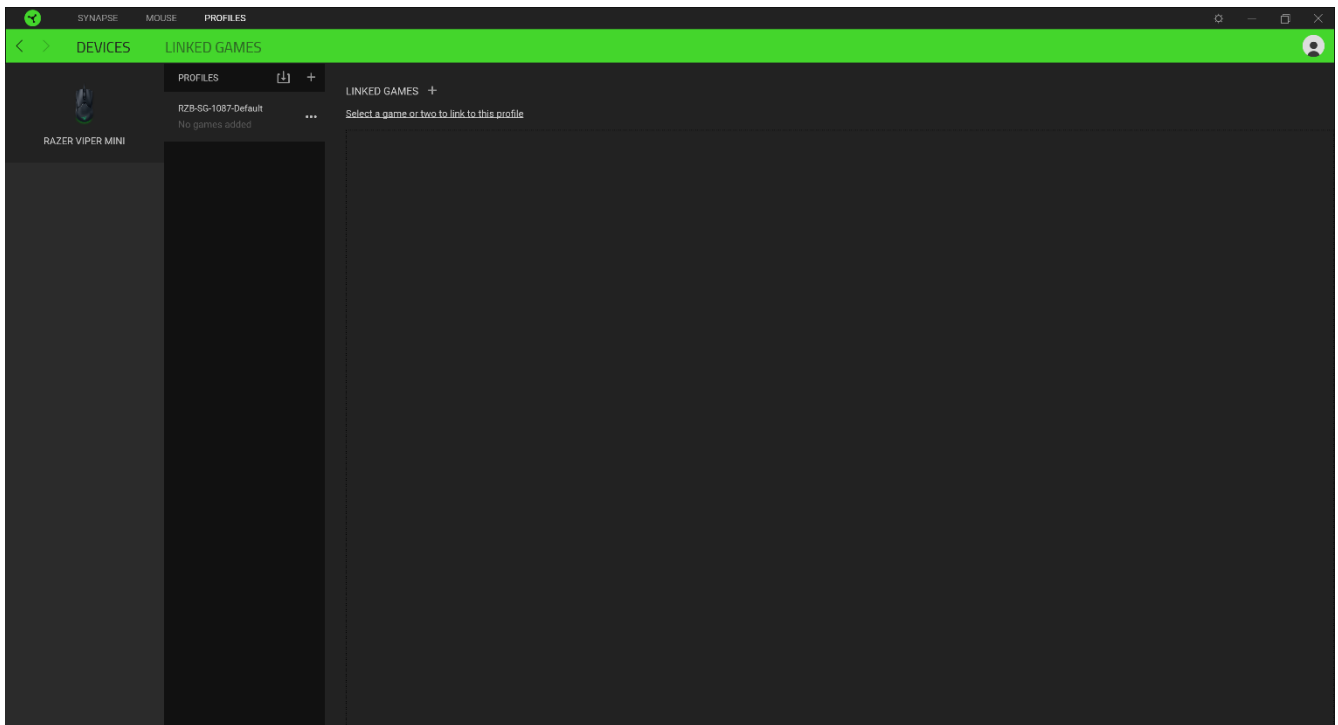 SYNAPSE MOUSE PROFILES
DEVICES LINKED GAMES
RAZER VIPER MINI
PROFILES
RZB-SG-1087-Default
No games added
LINKED GAMES +
Select a game or two to link to this profile